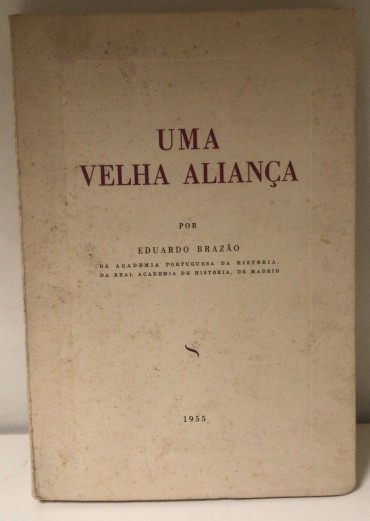 UMA
VELHA ALIANÇA
POR
EDUARDO BRAZÃO
DA ACADEMIA PORTUGUESA DA HISTÓRIA,
DA REAL ACADEMIA DE HISTÓRIA, DE MADRID
1955